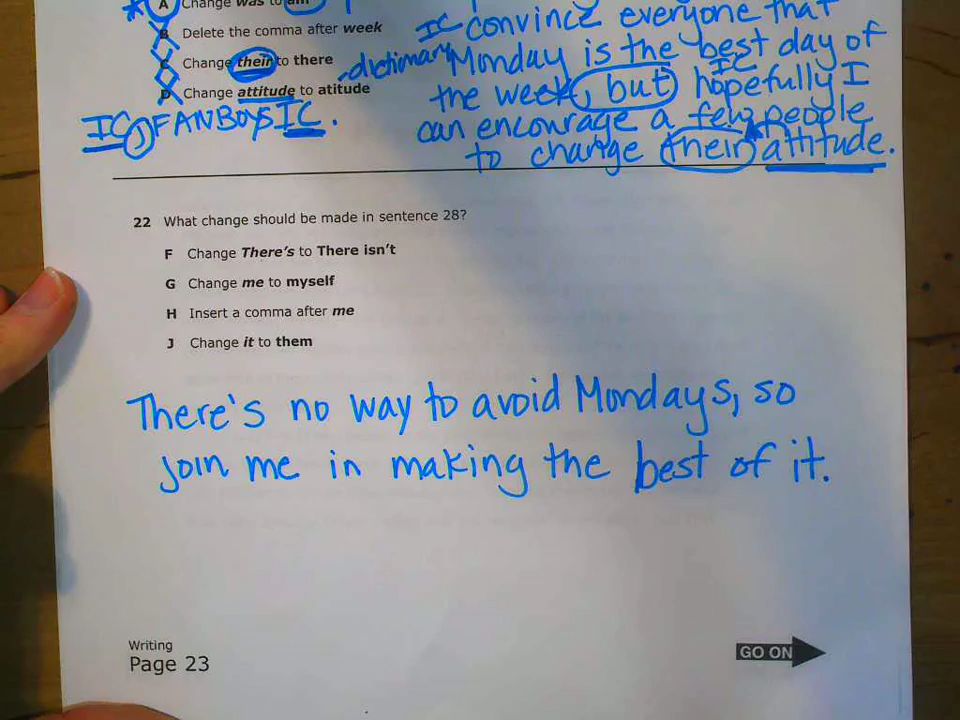 A Change was to am
IC convince everyone that
B Delete the comma after week
Monday is the best day of
C Change their to there
-dictionary
IC
the week, but hopefully I
D Change attitude to atitude
can encourage a few people
IC, FANBOYS IC.
to change their attitude.
22 What change should be made in sentence 28?
F Change There's to There isn't
G Change me to myself
H Insert a comma after me
J Change it to them
There's no way to avoid Mondays, so
join me in making the best of it.
Writing
Page 23
GO ON